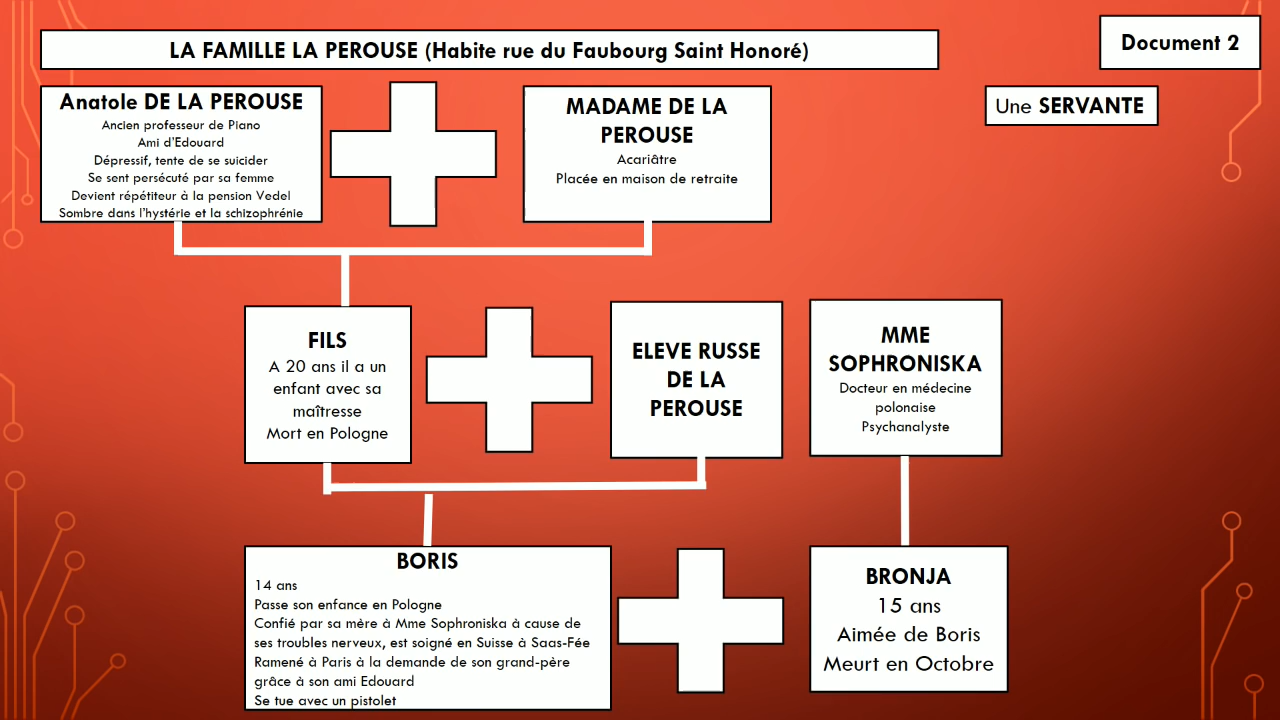 LA FAMILLE LA PEROUSE (Habite rue du Faubourg Saint Honoré)
Document 2
Anatole DE LA PEROUSE
Ancien professeur de Piano
Ami d'Edouard
Dépressif, tente de se suicider
Se sent persécuté par sa femme
Devient répétiteur à la pension Vedel
Sombre dans l'hystérie et la schizophrénie
MADAME DE LA
PEROUSE
Acariâtre
Placée en maison de retraite
Une SERVANTE
FILS
A 20 ans il a un
enfant avec sa
maîtresse
Mort en Pologne
ELEVE RUSSE
DE LA
PEROUSE
MME
SOPHRONISKA
Docteur en médecine
polonaise
Psychanalyste
BORIS
14 ans
Passe son enfance en Pologne
Confié par sa mère à Mme Sophroniska à cause de
ses troubles nerveux, est soigné en Suisse à Saas-Fée
Ramené à Paris à la demande de son grand-père
grâce à son ami Edouard
Se tue avec un pistolet
BRONJA
15 ans
Aimée de Boris
Meurt en Octobre